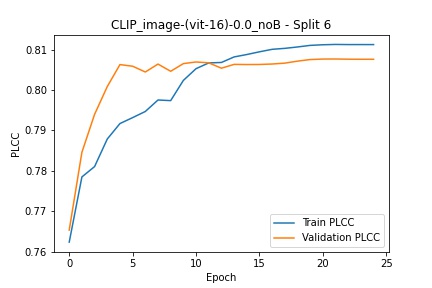 CLIP_image-(vit-16)-0.0_noB - Split 6
PLCC
0.81
0.80
0.79
0.78
0.77
0.76
0 5 10 15 20 25
Epoch
Train PLCC
Validation PLCC